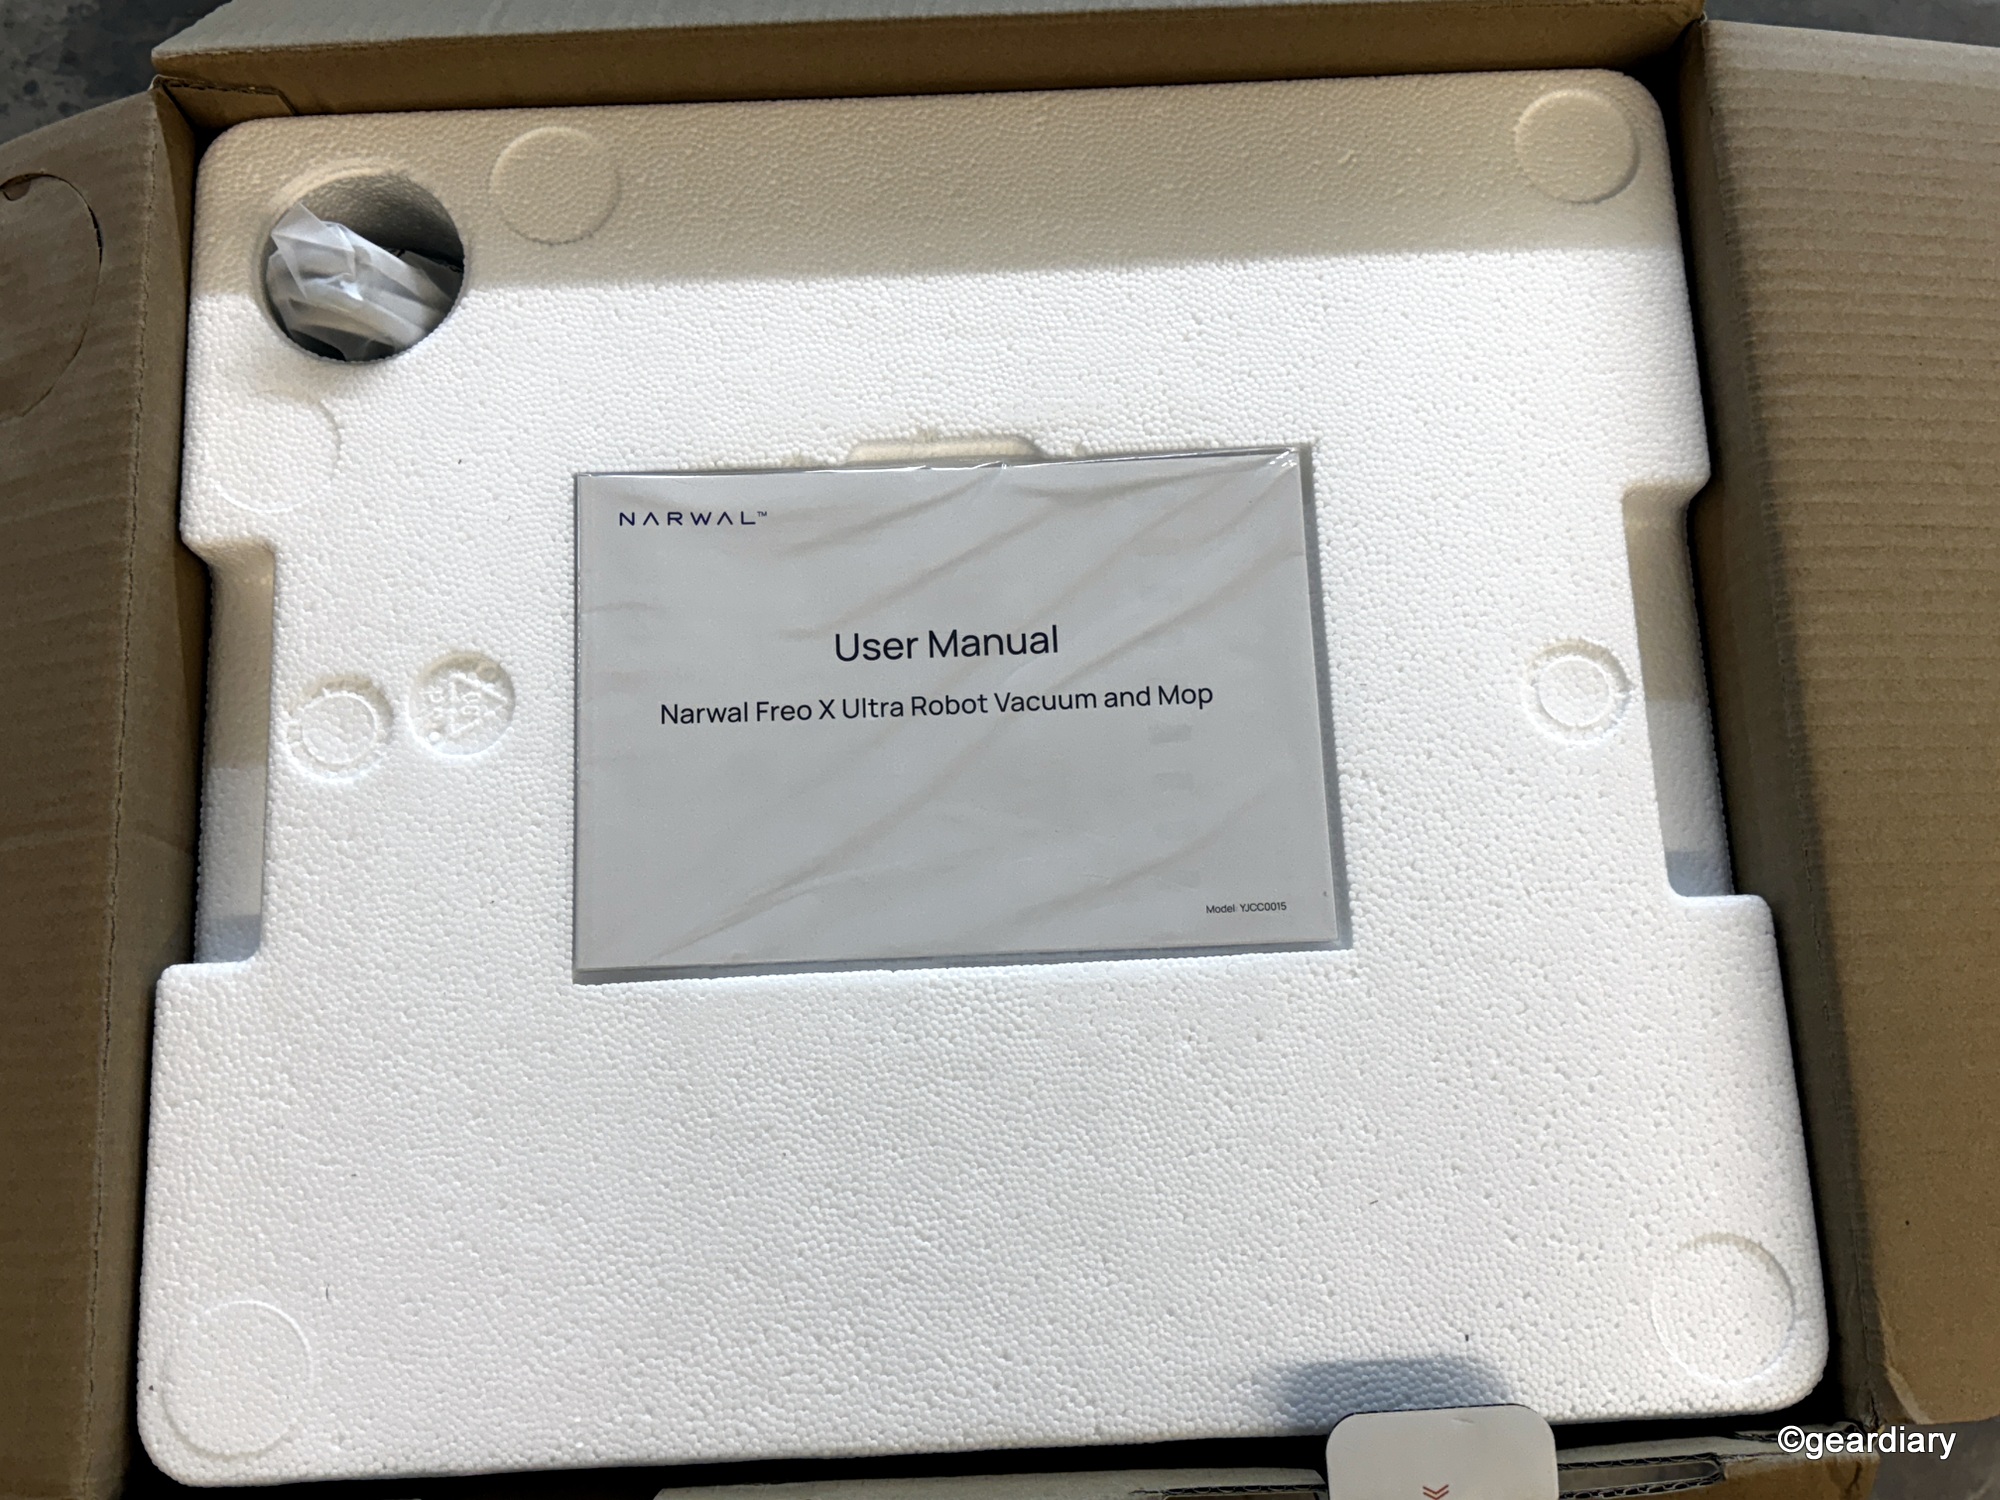 NARWAL™
User Manual
Narwal Freo X Ultra Robot Vacuum and Mop
Model: YJCC0015
©geardiary